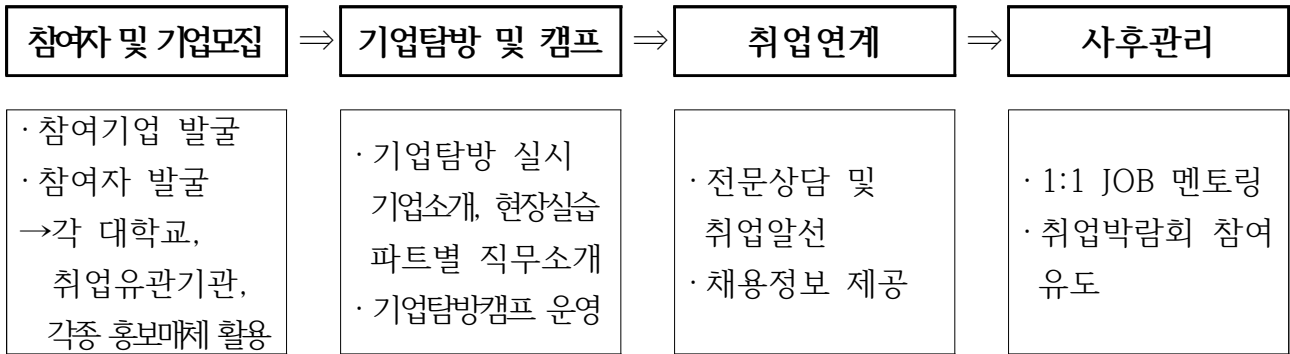 참여자 및 기업모집 ⇒ 기업탐방 및 캠프 ⇒ 취업연계 ⇒ 사후관리
· 참여기업 발굴
· 참여자 발굴
→각 대학교,
취업유관기관,
각종 홍보매체 활용
· 기업탐방 실시
기업소개, 현장실습
파트별 직무소개
· 기업탐방캠프 운영
· 전문상담 및
취업알선
· 채용정보 제공
· 1:1 JOB 멘토링
· 취업박람회 참여
유도